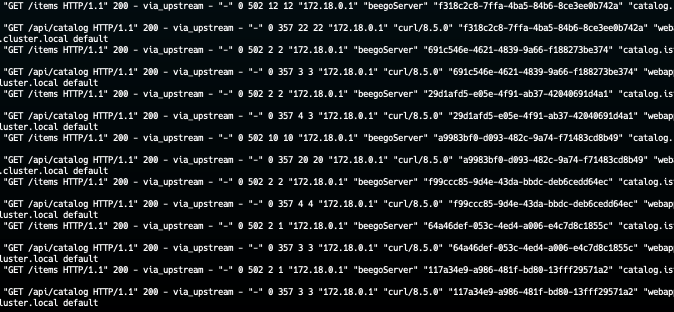 "GET /items HTTP/1.1" 200 - via_upstream - "-" 0 502 12 12 "172.18.0.1" "beegoServer" "f318c2c8-7ffa-4ba5-84b6-8ce3ee0b742a" "catalog.
"GET /api/catalog HTTP/1.1" 200 - via_upstream - "-" 0 357 22 22 "172.18.0.1" "curl/8.5.0" "f318c2c8-7ffa-4ba5-84b6-8ce3ee0b742a" "web
.cluster.local default
"GET /items HTTP/1.1" 200 - via_upstream - "-" 0 502 2 2 "172.18.0.1" "beegoServer" "691c546e-4621-4839-9a66-f188273be374" "catalog.is
"GET /api/catalog HTTP/1.1" 200 - via_upstream - "-" 0 357 3 3 "172.18.0.1" "curl/8.5.0" "691c546e-4621-4839-9a66-f188273be374" "webap
luster.local default
"GET /items HTTP/1.1" 200 - via_upstream - "-" 0 502 2 2 "172.18.0.1" "beegoServer" "29d1afd5-e05e-4f91-ab37-42040691d4a1" "catalog.is
"GET /api/catalog HTTP/1.1" 200 - via_upstream - "-" 0 357 4 3 "172.18.0.1" "curl/8.5.0" "29d1afd5-e05e-4f91-ab37-42040691d4a1" "webap
luster.local default
"GET /items HTTP/1.1" 200 - via_upstream - "-" 0 502 10 10 "172.18.0.1" "beegoServer" "a9983bf0-d093-482c-9a74-f71483cd8b49" "catalog.
"GET /api/catalog HTTP/1.1" 200 - via_upstream - "-" 0 357 20 20 "172.18.0.1" "curl/8.5.0" "a9983bf0-d093-482c-9a74-f71483cd8b49" "we
.cluster.local default
"GET /items HTTP/1.1" 200 - via_upstream - "-" 0 502 2 2 "172.18.0.1" "beegoServer" "f99ccc85-9d4e-43da-bbdc-deb6cedd64ec" "catalog.is
"GET /api/catalog HTTP/1.1" 200 - via_upstream - "-" 0 357 4 4 "172.18.0.1" "curl/8.5.0" "f99ccc85-9d4e-43da-bbdc-deb6cedd64ec" "webap
luster.local default
"GET /items HTTP/1.1" 200 - via_upstream - "-" 0 502 2 1 "172.18.0.1" "beegoServer" "64a46def-053c-4ed4-a006-e4c7d8c1855c" "catalog.is
"GET /api/catalog HTTP/1.1" 200 - via_upstream - "-" 0 357 3 3 "172.18.0.1" "curl/8.5.0" "64a46def-053c-4ed4-a006-e4c7d8c1855c" "webap
luster.local default
"GET /items HTTP/1.1" 200 - via_upstream - "-" 0 502 2 1 "172.18.0.1" "beegoServer" "117a34e9-a986-481f-bd80-13fff29571a2" "catalog.is
"GET /api/catalog HTTP/1.1" 200 - via_upstream - "-" 0 357 3 3 "172.18.0.1" "curl/8.5.0" "117a34e9-a986-481f-bd80-13fff29571a2" "webap
luster.local default